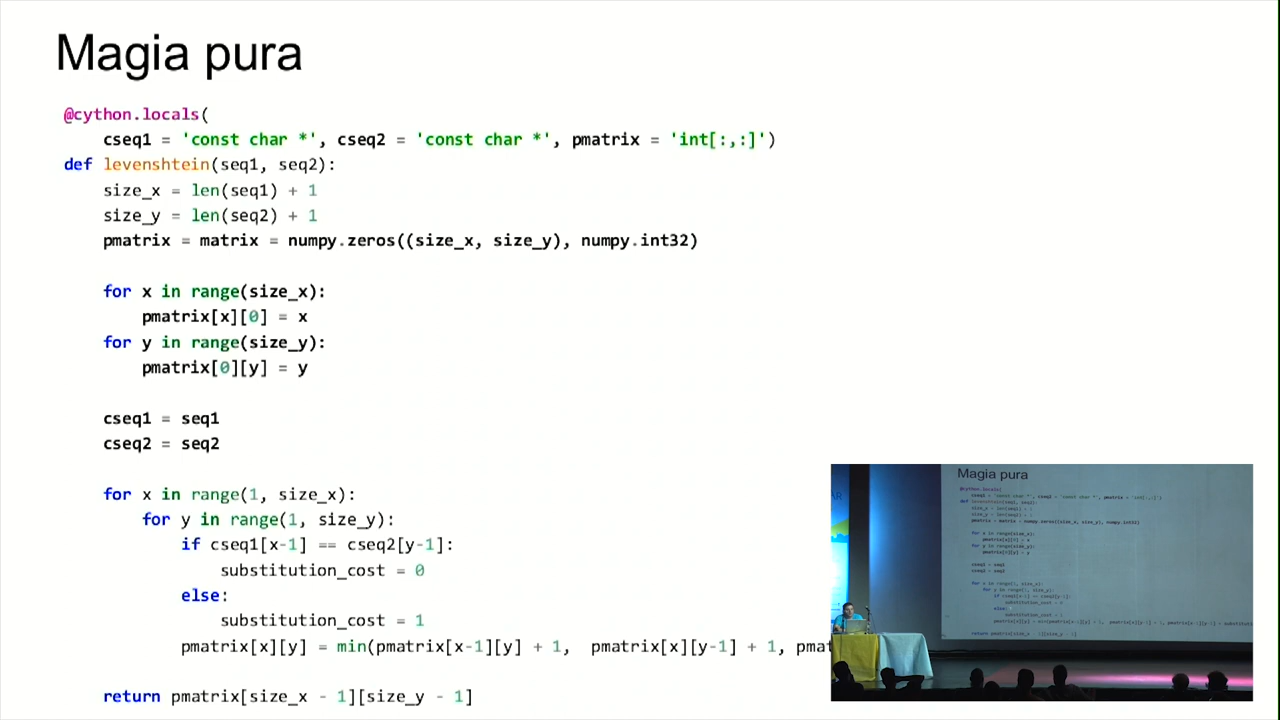 Magia pura
@cython.locals(
    cseq1 = 'const char *', cseq2 = 'const char *', pmatrix = 'int[:,:]')
def levenshtein(seq1, seq2):
    size_x = len(seq1) + 1
    size_y = len(seq2) + 1
    pmatrix = matrix = numpy.zeros((size_x, size_y), numpy.int32)
    for x in range(size_x):
        pmatrix[x][0] = x
    for y in range(size_y):
        pmatrix[0][y] = y
    cseq1 = seq1
    cseq2 = seq2
    for x in range(1, size_x):
        for y in range(1, size_y):
            if cseq1[x-1] == cseq2[y-1]:
                substitution_cost = 0
            else:
                substitution_cost = 1
            pmatrix[x][y] = min(pmatrix[x-1][y] + 1,  pmatrix[x][y-1] + 1, pmat
    return pmatrix[size_x - 1][size_y - 1]
Magia pura